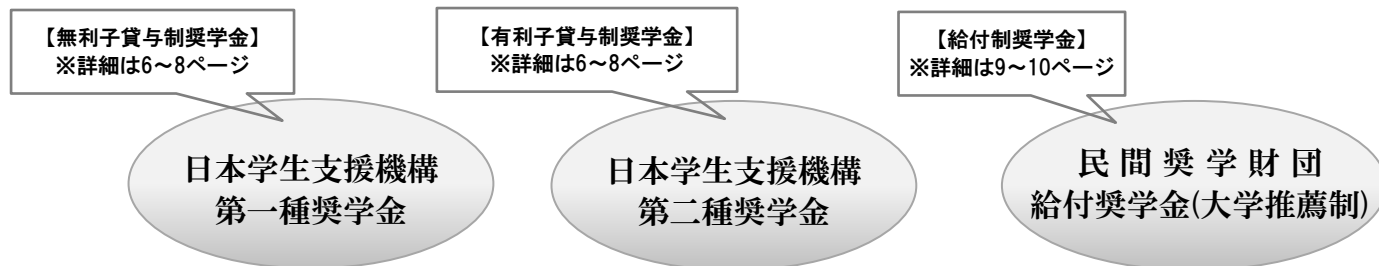 【無利子貸与制奨学金】
※詳細は6～8ページ
日本学生支援機構
第一種奨学金
【有利子貸与制奨学金】
※詳細は6～8ページ
日本学生支援機構
第二種奨学金
【給付制奨学金】
※詳細は9～10ページ
民間奨学財団
給付奨学金(大学推薦制)